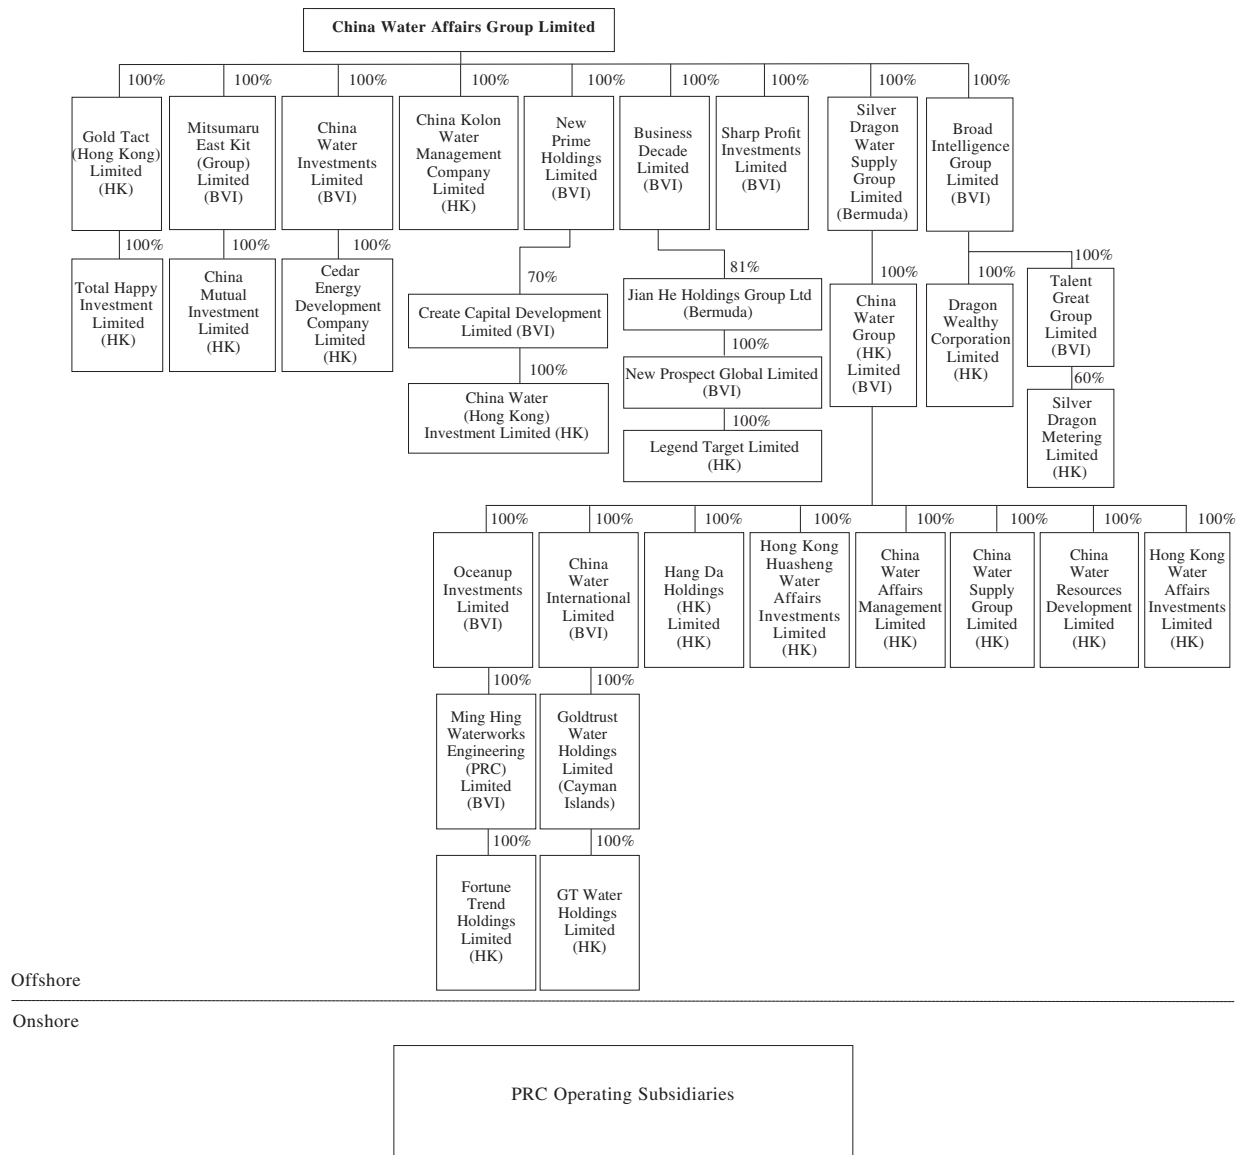 China Water Affairs Group Limited
100%
100%
100%
100%
100%
100%
100%
100%
100%
Gold Tact
(Hong Kong)
Limited
(HK)
Mitsumaru
East Kit
(Group)
Limited
(BVI)
China
Water
Investments
Limited
(BVI)
China Kolon
Water
Management
Company
Limited
(HK)
New
Prime
Holdings
Limited
(BVI)
Business
Decade
Limited
(BVI)
Sharp Profit
Investments
Limited
(BVI)
Silver
Dragon
Water
Supply
Group
Limited
(Bermuda)
Broad
Intelligence
Group
Limited
(BVI)
100%
100%
100%
70%
81%
100%
100%
100%
Total Happy
Investment
Limited
(HK)
China
Mutual
Investment
Limited
(HK)
Cedar
Energy
Development
Company
Limited
(HK)
Create Capital Development
Limited (BVI)
100%
China Water
(Hong Kong)
Investment Limited (HK)
Jian He Holdings Group Ltd
(Bermuda)
100%
New Prospect Global Limited
(BVI)
100%
Legend Target Limited
(HK)
China
Water
Group
(HK)
Limited
(BVI)
Dragon
Wealthy
Corporation
Limited
(HK)
Talent
Great
Group
Limited
(BVI)
60%
Silver
Dragon
Metering
Limited
(HK)
100%
100%
100%
100%
100%
100%
100%
100%
Oceanup
Investments
Limited
(BVI)
China
Water
International
Limited
(BVI)
Hang Da
Holdings
(HK)
Limited
(HK)
Hong Kong
Huasheng
Water
Affairs
Investments
Limited
(HK)
China
Water
Affairs
Management
Limited
(HK)
China
Water
Supply
Group
Limited
(HK)
China
Water
Resources
Development
Limited
(HK)
Hong Kong
Water
Affairs
Investments
Limited
(HK)
100%
100%
Ming Hing
Waterworks
Engineering
(PRC)
Limited
(BVI)
Goldtrust
Water
Holdings
Limited
(Cayman
Islands)
100%
100%
Fortune
Trend
Holdings
Limited
(HK)
GT Water
Holdings
Limited
(HK)
Offshore
Onshore
PRC Operating Subsidiaries